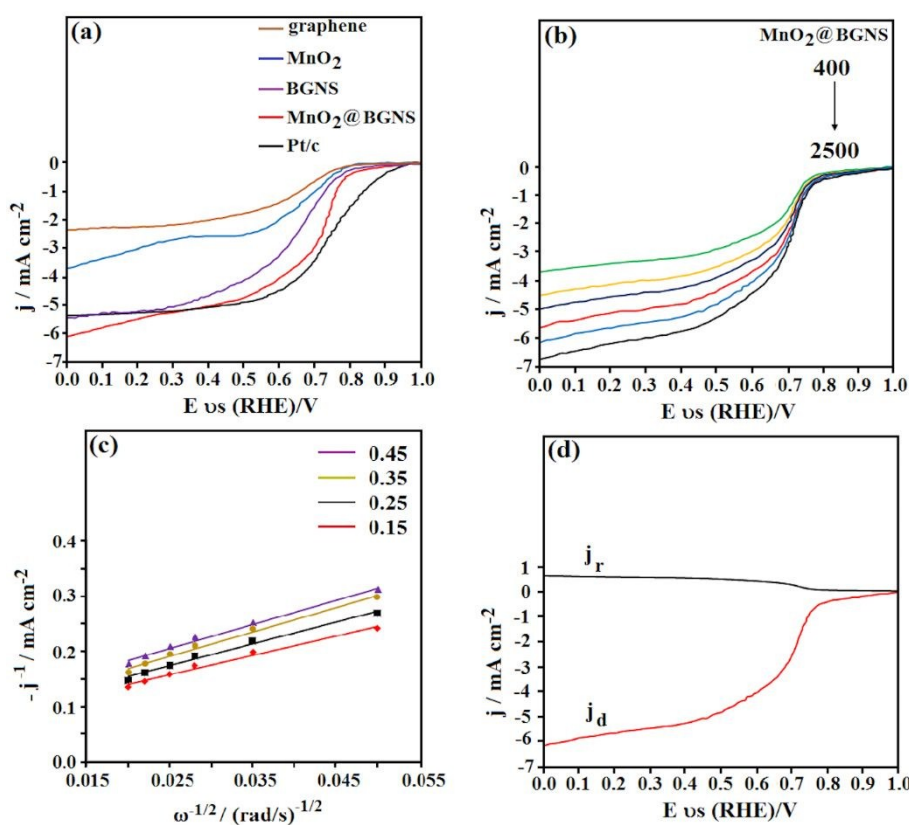 (a)
graphene
MnO2
BGNS
MnO2@BGNS
Pt/c
0
-1
-2
-3
-4
-5
-6
-7
j / mA cm-2
0.0 0.1 0.2 0.3 0.4 0.5 0.6 0.7 0.8 0.9 1.0
E υs (RHE)/V
(b)
MnO2@BGNS
400
2500
0
-1
-2
-3
-4
-5
-6
-7
j / mA cm-2
0.0 0.1 0.2 0.3 0.4 0.5 0.6 0.7 0.8 0.9 1.0
E υs (RHE)/V
(c)
0.45
0.35
0.25
0.15
0.4
0.3
0.2
0.1
0.0
- j-1 / mA cm-2
0.015 0.025 0.035 0.045 0.055
ω-1/2 / (rad/s)-1/2
(d)
jr
jd
1
0
-1
-2
-3
-4
-5
-6
-7
j / mA cm-2
0.0 0.1 0.2 0.3 0.4 0.5 0.6 0.7 0.8 0.9 1.0
E υs (RHE)/V